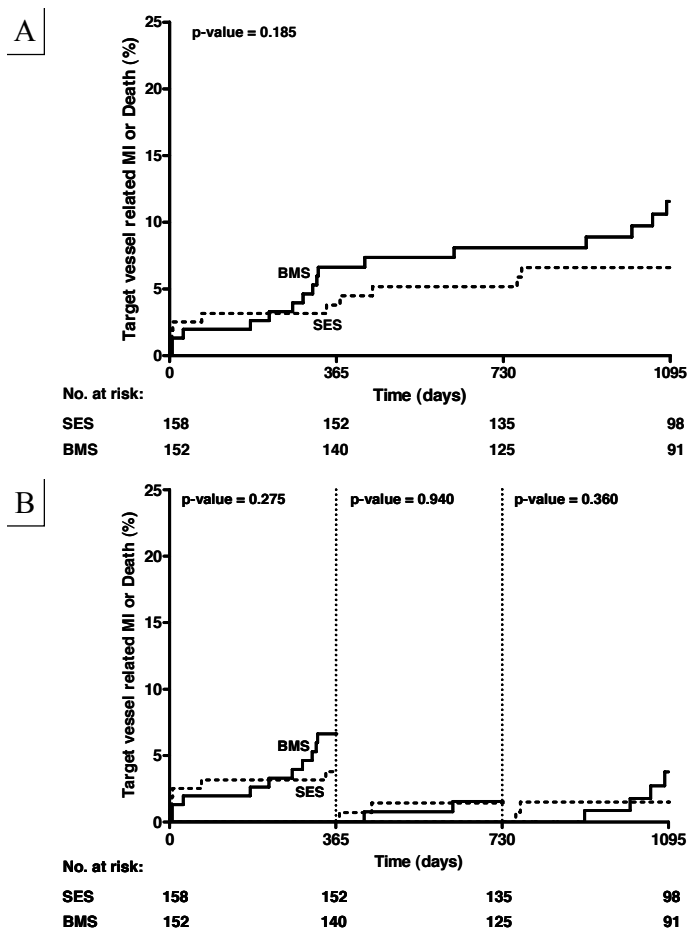 A
Target vessel related MI or Death (%)
25
20
15
10
5
0
p-value = 0.185
BMS
SES
0 365 730 1095
No. at risk: Time (days)
SES 158 152 135 98
BMS 152 140 125 91
B
Target vessel related MI or Death (%)
25
20
15
10
5
0
p-value = 0.275 p-value = 0.940 p-value = 0.360
BMS
SES
0 365 730 1095
No. at risk: Time (days)
SES 158 152 135 98
BMS 152 140 125 91